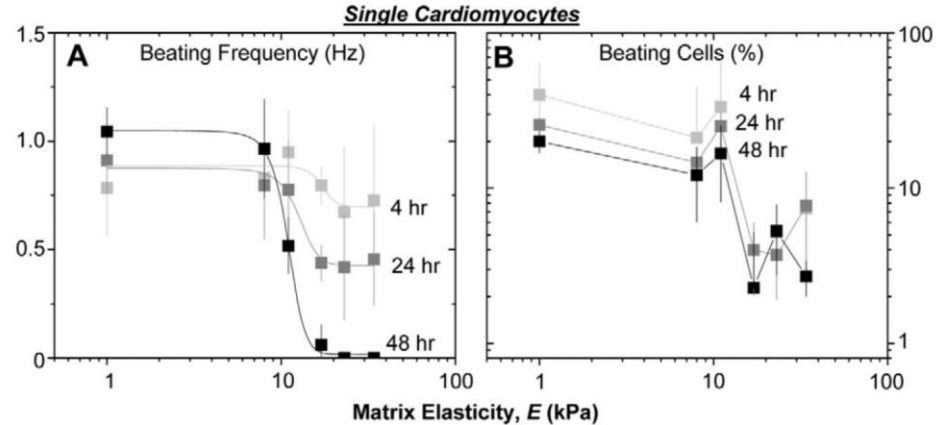 Single Cardiomyocytes
A Beating Frequency (Hz)
1.5
1.0
0.5
0
4 hr
24 hr
48 hr
1 10 100
B Beating Cells (%)
100
10
1
4 hr
24 hr
48 hr
1 10 100
Matrix Elasticity, E (kPa)